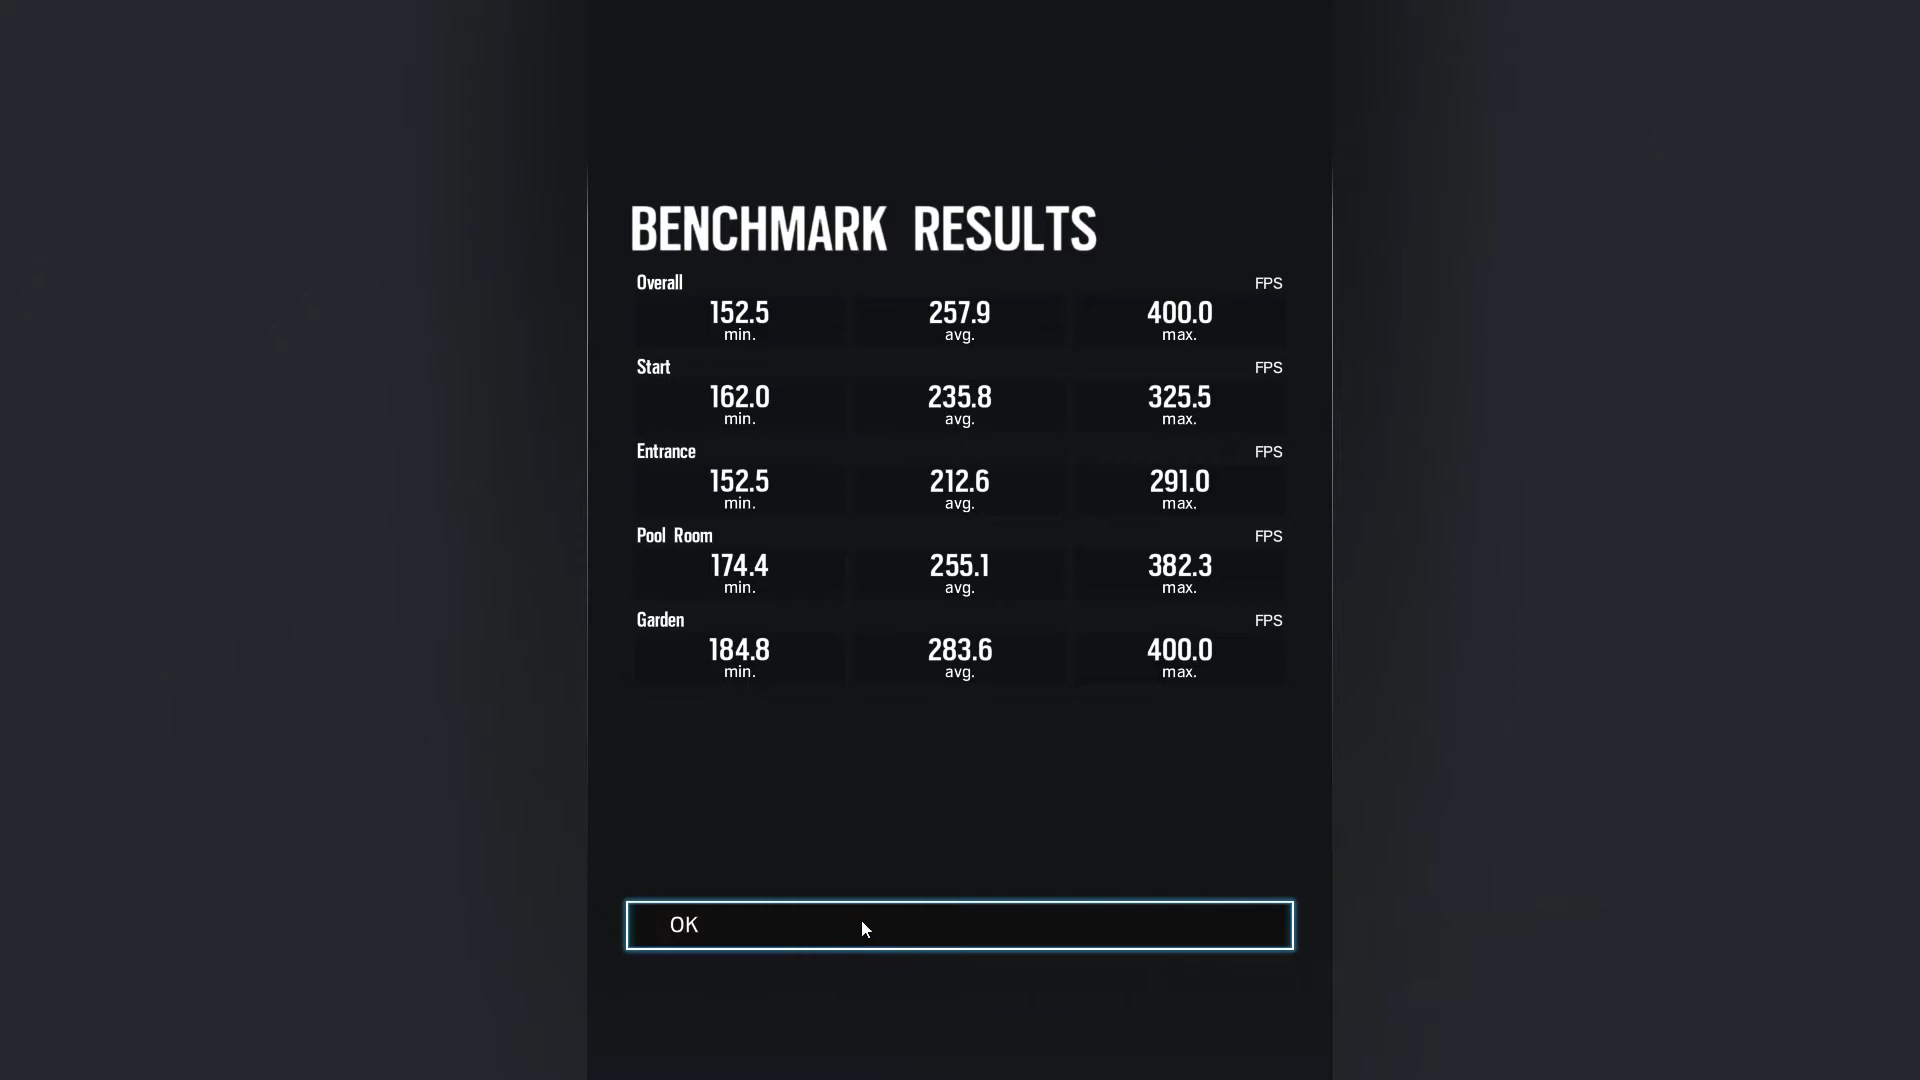 BENCHMARK RESULTS
Overall FPS
152.5 257.9 400.0
min. avg. max.
Start FPS
162.0 235.8 325.5
min. avg. max.
Entrance FPS
152.5 212.6 291.0
min. avg. max.
Pool Room FPS
174.4 255.1 382.3
min. avg. max.
Garden FPS
184.8 283.6 400.0
min. avg. max.
OK